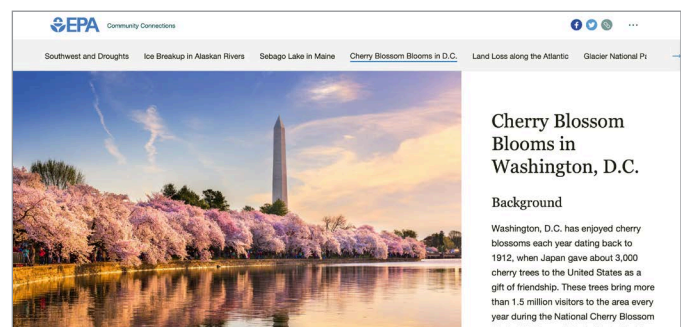 EPA Community Connections
Southwest and Droughts Ice Breakup in Alaskan Rivers Sebago Lake in Maine Cherry Blossom Blooms in D.C. Land Loss along the Atlantic Glacier National
Cherry Blossom
Blooms in
Washington, D.C.
Background
Washington, D.C. has enjoyed cherry
blossoms each year dating back to
1912, when Japan gave about 3,000
cherry trees to the United States as a
gift of friendship. These trees bring more
than 1.5 million visitors to the area every
year during the National Cherry Blossom